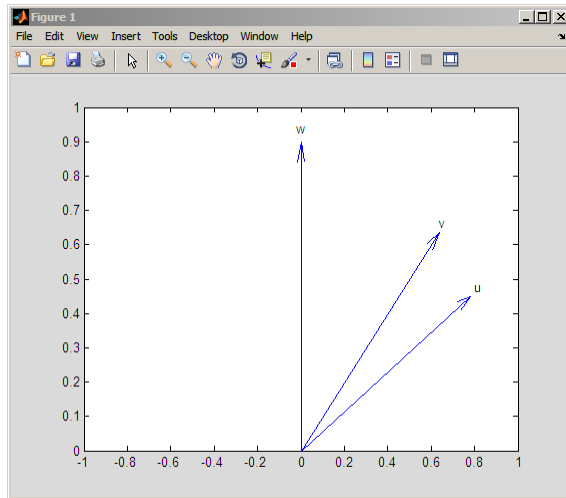 Figure 1
File Edit View Insert Tools Desktop Window Help
1
0.9
0.8
0.7
0.6
0.5
0.4
0.3
0.2
0.1
0
w
v
u
-1 -0.8 -0.6 -0.4 -0.2 0 0.2 0.4 0.6 0.8 1